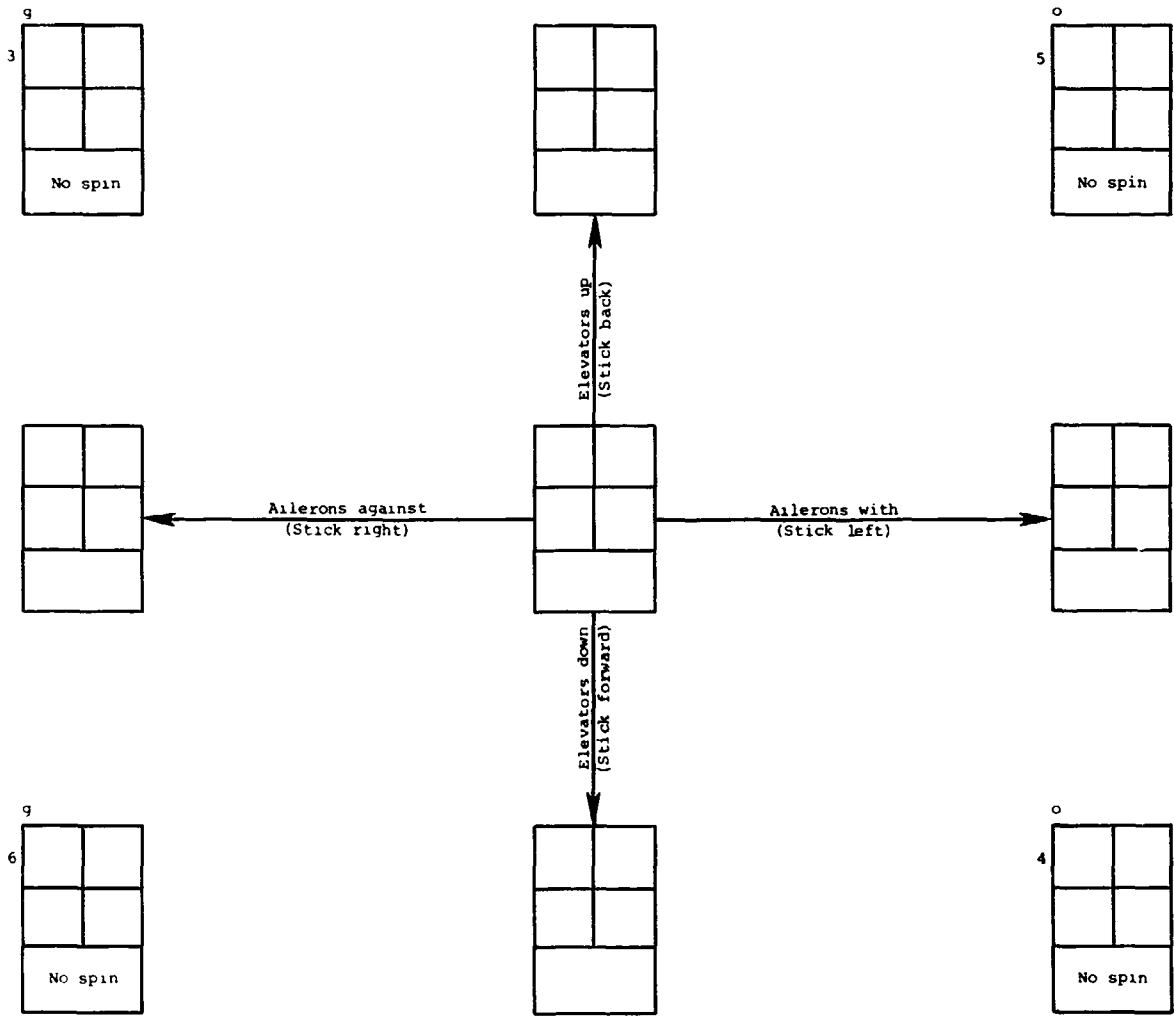 g
o
3
5
No spin
No spin
Elevators up
(Stick back)
Ailerons against
(Stick right)
Ailerons with
(Stick left)
Elevators down
(Stick forward)
g
o
6
4
No spin
No spin